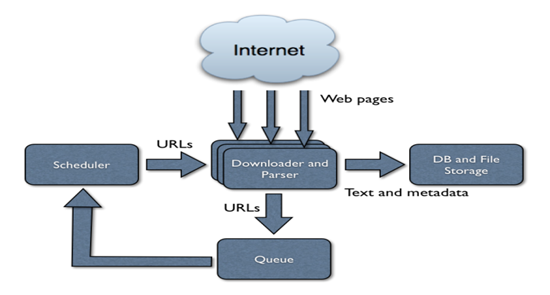 Internet
Web pages
URLs
Scheduler
Downloader and
Parser
DB and File
Storage
Text and metadata
URLs
Queue